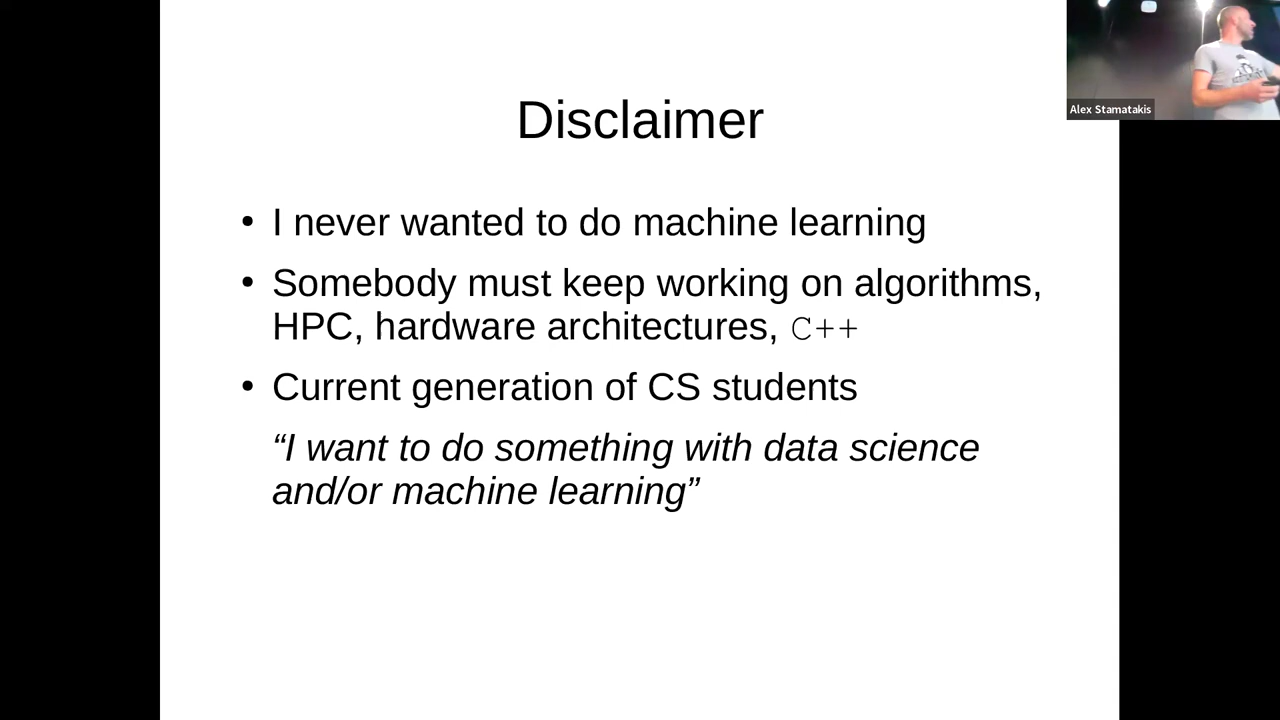 Disclaimer
Alex Stamatakis
• I never wanted to do machine learning
• Somebody must keep working on algorithms,
HPC, hardware architectures, C++
• Current generation of CS students
“I want to do something with data science
and/or machine learning”